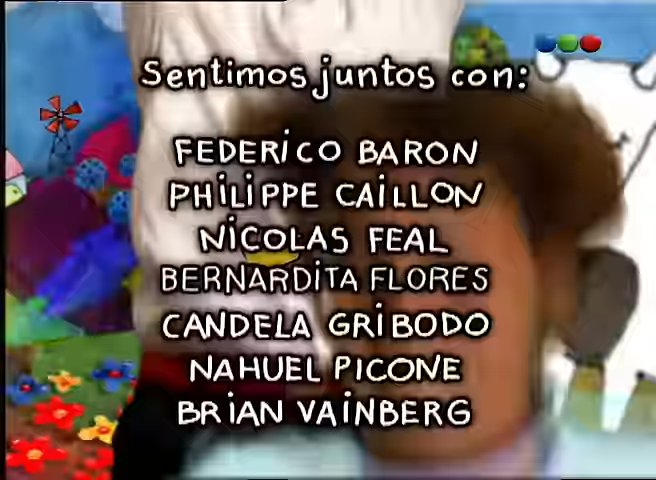 Sentimos juntos con:
FEDERICO BARON
PHILIPPE CAILLON
NICOLAS FEAL
BERNARDITA FLORES
CANDELA GRIBODO
NAHUEL PICONE
BRIAN VAINBERG